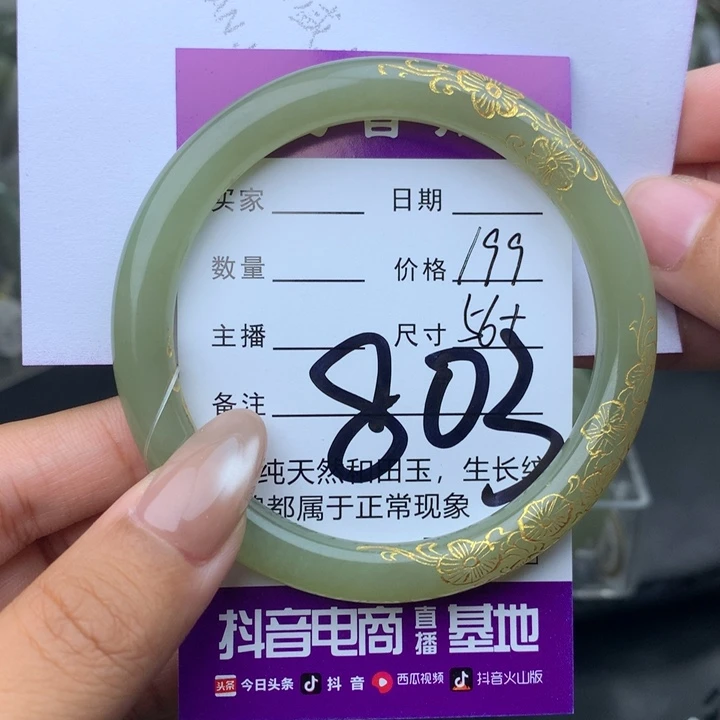 买家 日期
数量 价格 199
主播 尺寸 56+
备注 803
纯天然和田玉，生长纹
都属于正常现象
抖音电商直播基地
头条 今日头条 抖音 西瓜视频 抖音火山版